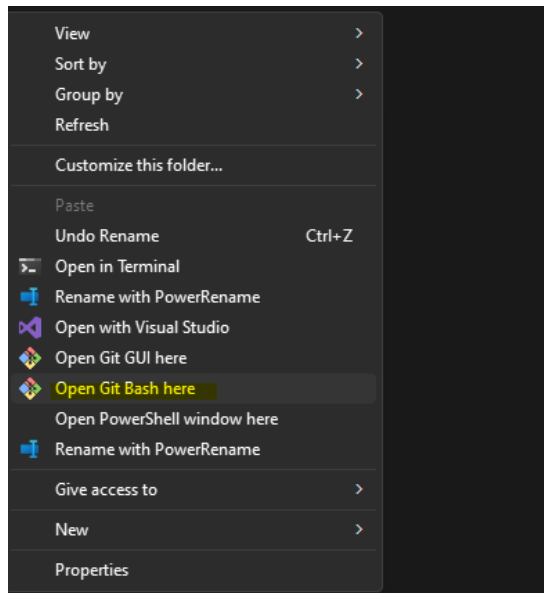 View
Sort by
Group by
Refresh
Customize this folder...
Paste
Undo Rename Ctrl+Z
Open in Terminal
Rename with PowerRename
Open with Visual Studio
Open Git GUI here
Open Git Bash here
Open PowerShell window here
Rename with PowerRename
Give access to
New
Properties